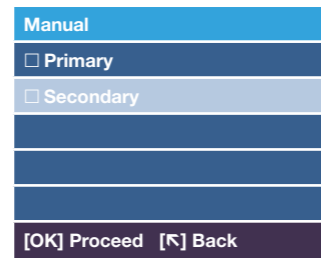 Manual
☐ Primary
☐ Secondary
[OK] Proceed [↸] Back